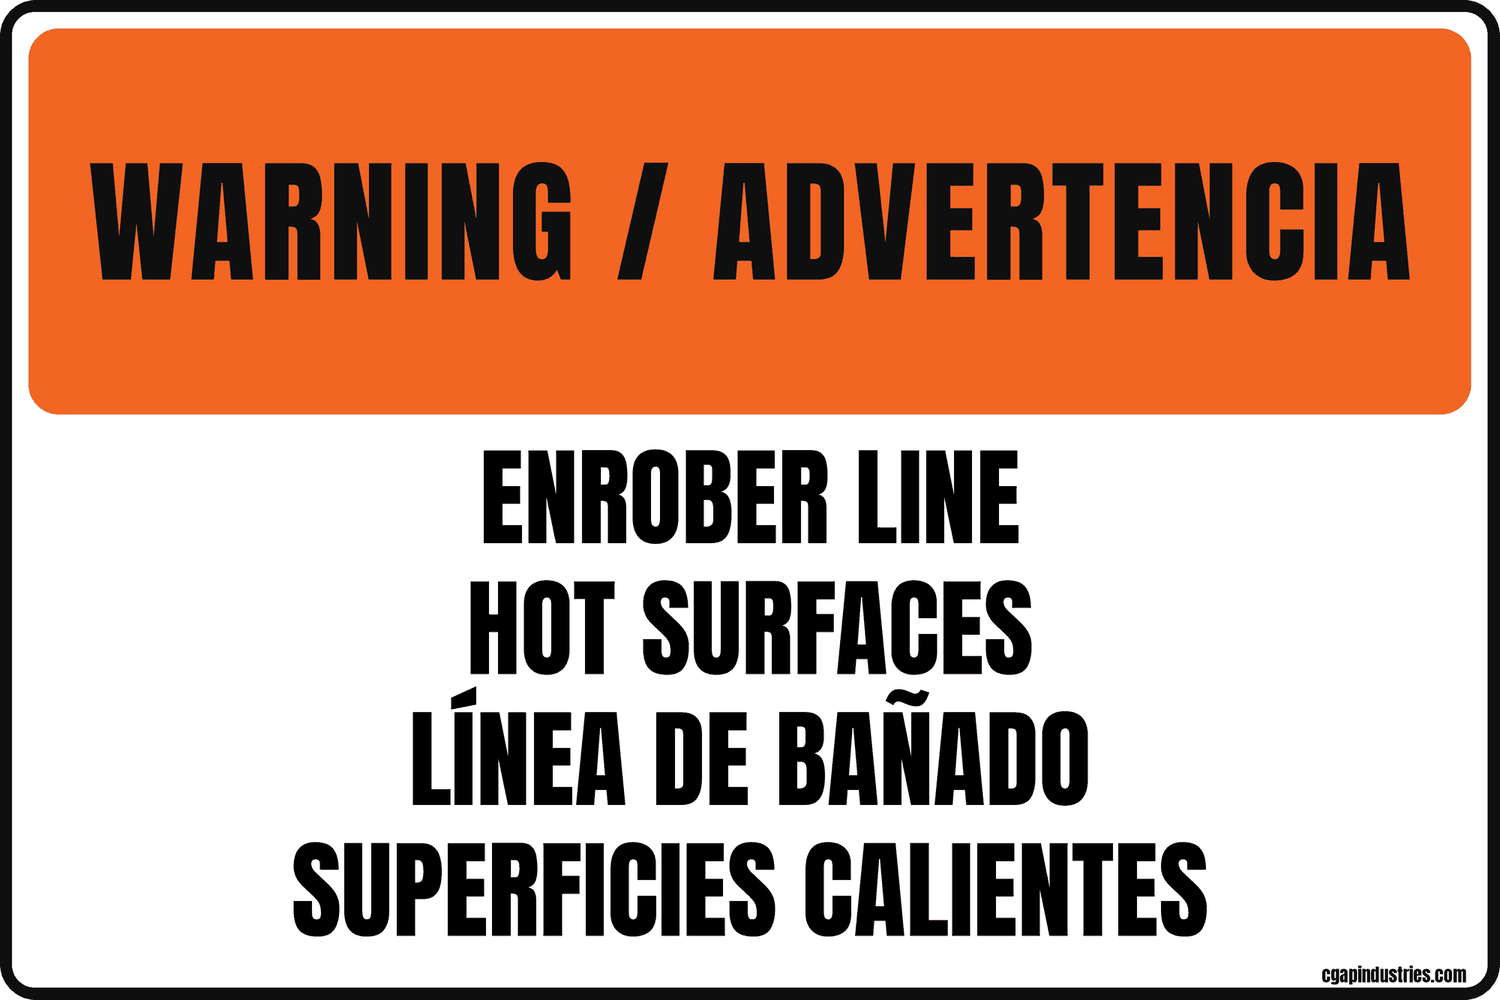 WARNING / ADVERTENCIA
ENROBER LINE
HOT SURFACES
LÍNEA DE BAÑADO
SUPERFICIES CALIENTES
cgapindustries.com